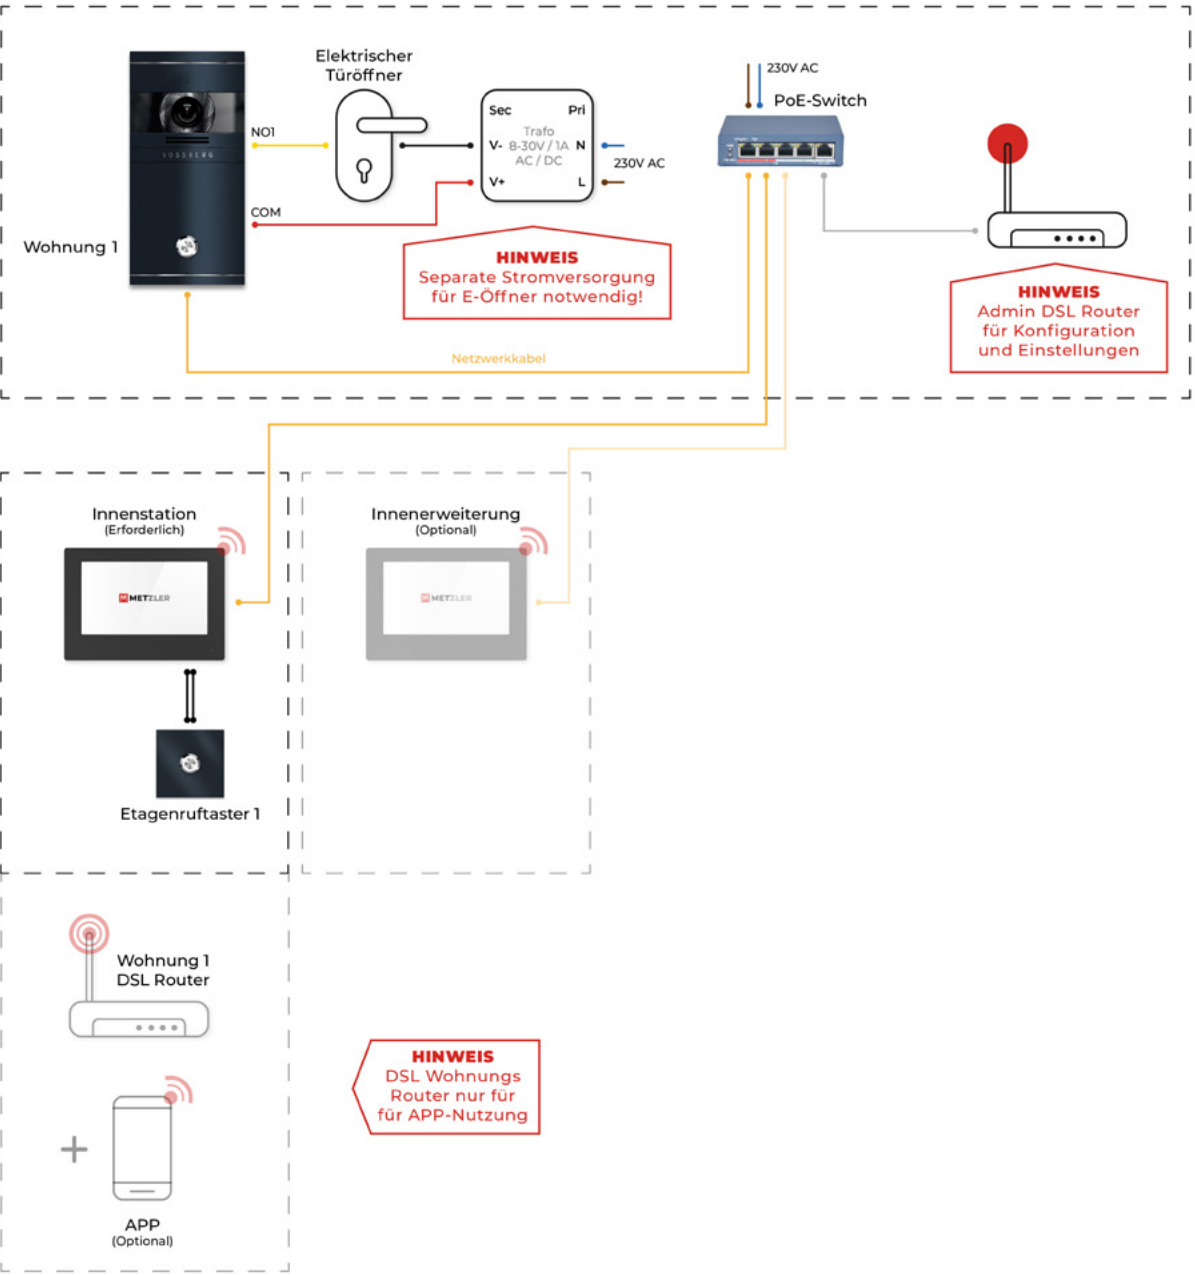 Elektrischer
Türöffner
230V AC
PoE-Switch
VOSSBERG
NO1
COM
Wohnung 1
Sec Pri
Trafo
V- 8-30V / 1A N
AC / DC
V+ L
230V AC
HINWEIS
Separate Stromversorgung
für E-Öffner notwendig!
HINWEIS
Admin DSL Router
für Konfiguration
und Einstellungen
Netzwerkkabel
Innenstation
(Erforderlich)
METZLER
Etagenruftaster 1
Innenerweiterung
(Optional)
METZLER
Wohnung 1
DSL Router
HINWEIS
DSL Wohnungs
Router nur für
für APP-Nutzung
+
APP
(Optional)